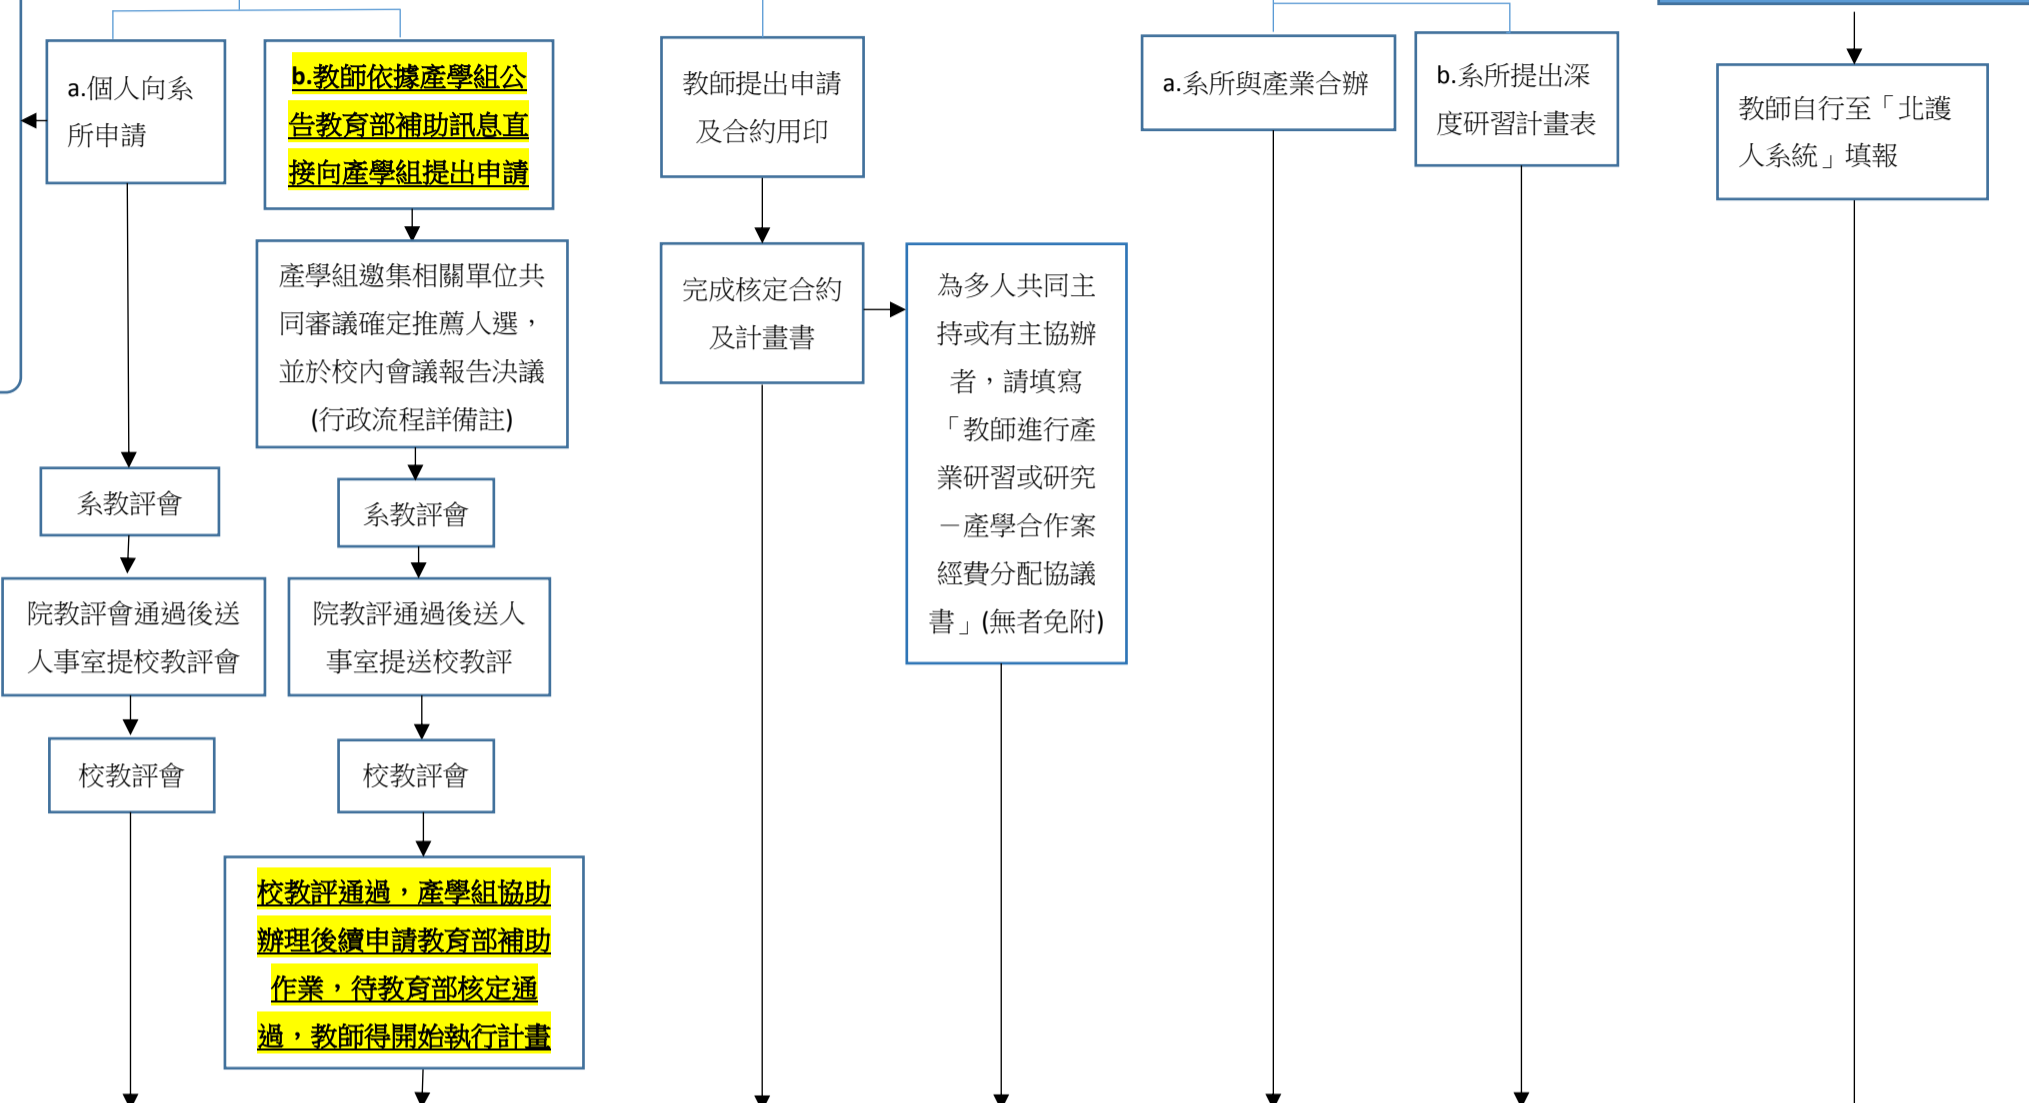 a.個人向系
所申請
b.教師依據產學組公
告教育部補助訊息直
接向產學組提出申請
產學組邀集相關單位共
同審議確定推薦人選，
並於校內會議報告決議
(行政流程詳備註)
系教評會
院教評會通過後送
人事室提校教評會
校教評會
系教評會
院教評通過後送人
事室提送校教評
校教評會
校教評通過，產學組協助
辦理後續申請教育部補助
作業，待教育部核定通
過，教師得開始執行計畫
教師提出申請
及合約用印
完成核定合約
及計畫書
為多人共同主
持或有主協辦
者，請填寫
「教師進行產
業研習或研究
－產學合作案
經費分配協議
書」(無者免附)
a.系所與產業合辦
b.系所提出深
度研習計畫表
教師自行至「北護
人系統」填報